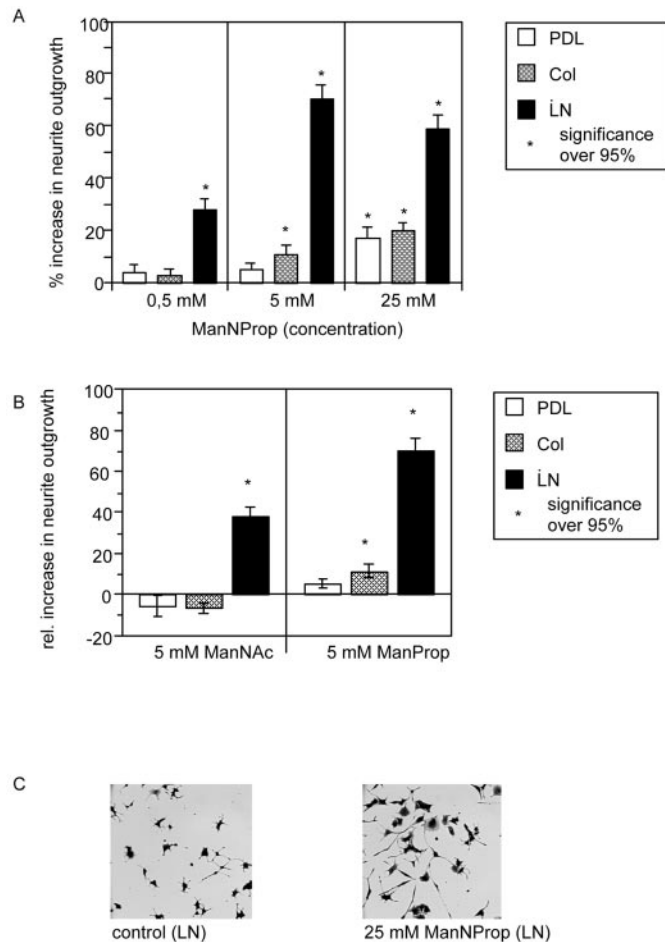 A
% increase in neurite outgrowth
100
80
60
40
20
0
0,5 mM
5 mM
25 mM
ManNProp (concentration)
* * * * * *
PDL
Col
LN
* significance
over 95%
B
rel. increase in neurite outgrowth
100
80
60
40
20
0
-20
5 mM ManNAc
5 mM ManProp
* * *
PDL
Col
LN
* significance
over 95%
C
control (LN)
25 mM ManNProp (LN)